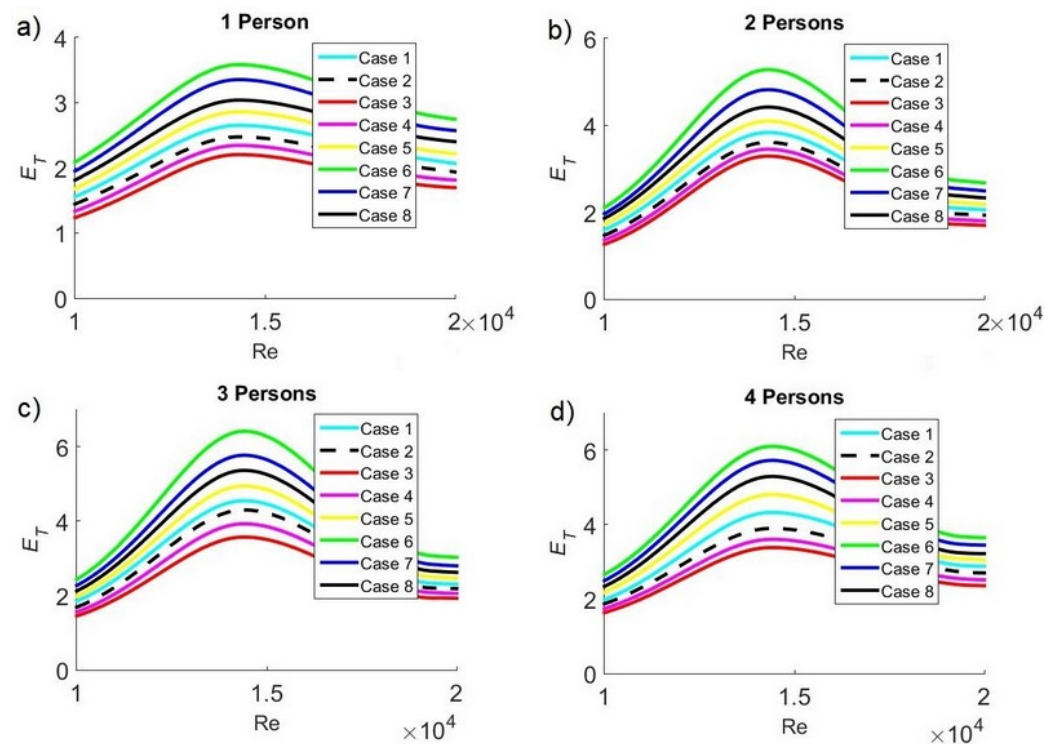 a)
1 Person
4
3
2
1
0
E_T
Case 1
Case 2
Case 3
Case 4
Case 5
Case 6
Case 7
Case 8
1
1.5
2×10^4
Re
b)
2 Persons
6
4
2
0
E_T
Case 1
Case 2
Case 3
Case 4
Case 5
Case 6
Case 7
Case 8
1
1.5
2×10^4
Re
c)
3 Persons
6
4
2
0
E_T
Case 1
Case 2
Case 3
Case 4
Case 5
Case 6
Case 7
Case 8
1
1.5
2
Re
×10^4
d)
4 Persons
6
4
2
0
E_T
Case 1
Case 2
Case 3
Case 4
Case 5
Case 6
Case 7
Case 8
1
1.5
2
Re
×10^4